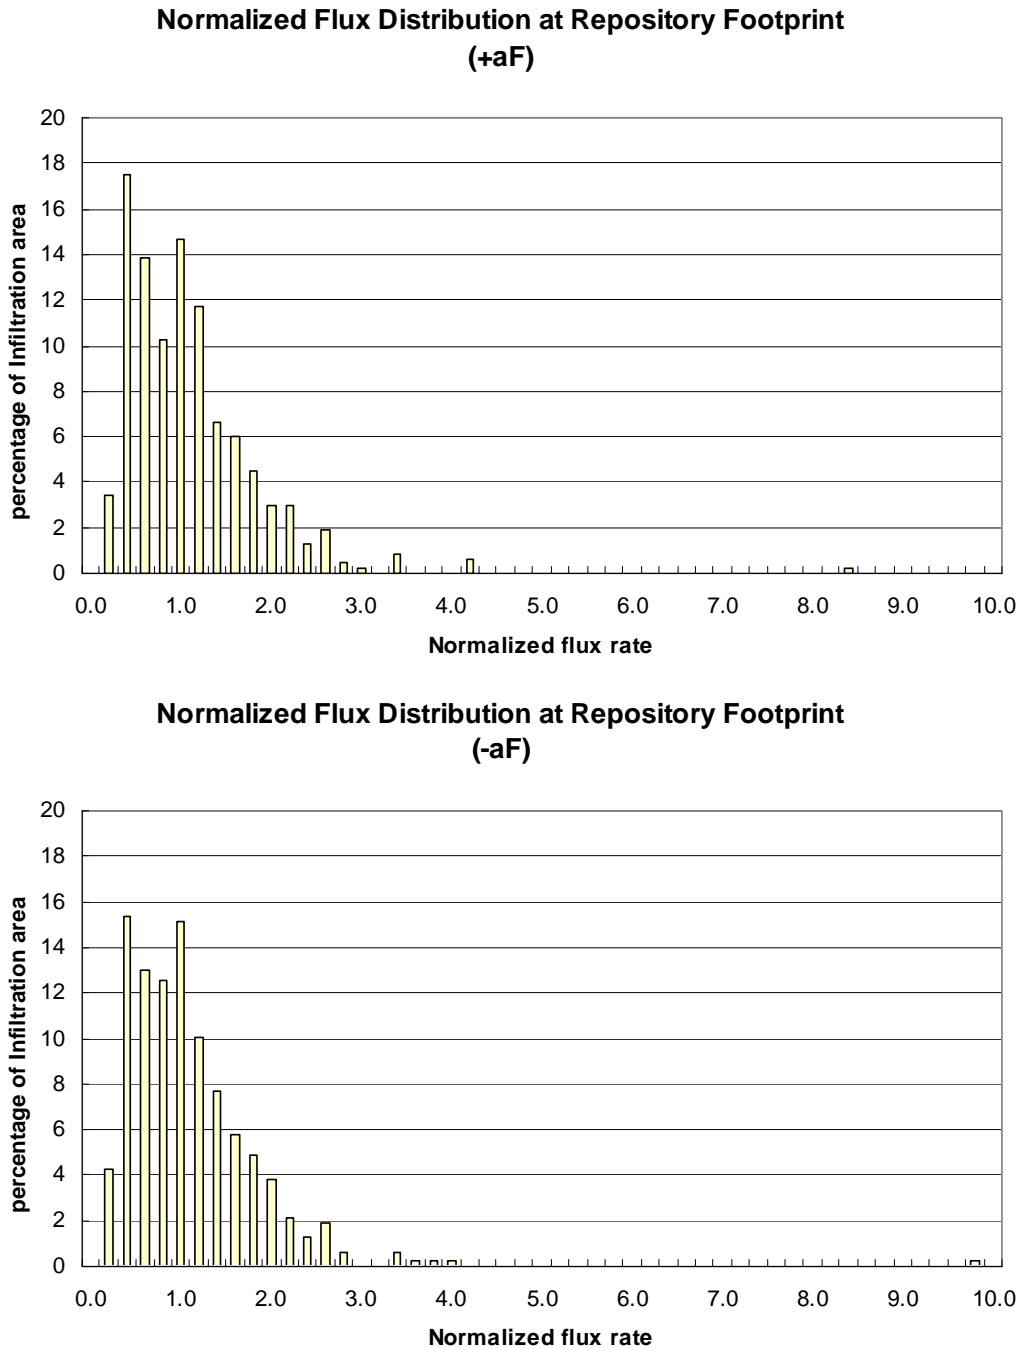 Normalized Flux Distribution at Repository Footprint
(+aF)
20
18
16
14
12
10
8
6
4
2
0
percentage of Infiltration area
0.0 1.0 2.0 3.0 4.0 5.0 6.0 7.0 8.0 9.0 10.0
Normalized flux rate
Normalized Flux Distribution at Repository Footprint
(-aF)
20
18
16
14
12
10
8
6
4
2
0
percentage of Infiltration area
0.0 1.0 2.0 3.0 4.0 5.0 6.0 7.0 8.0 9.0 10.0
Normalized flux rate